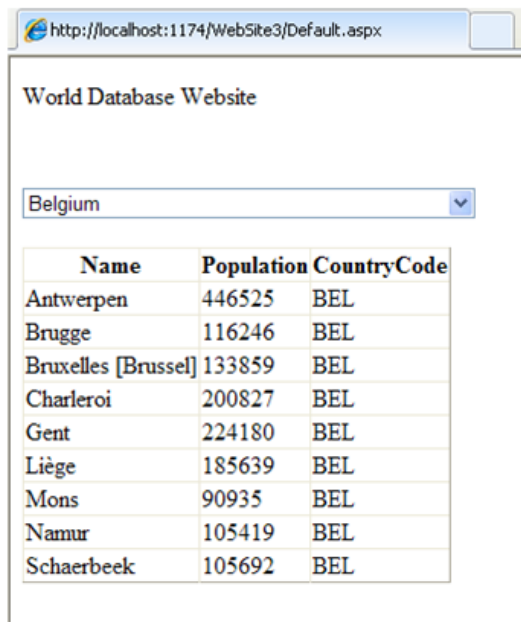 http://localhost:1174/WebSite3/Default.aspx
World Database Website
Belgium
Name Population CountryCode
Antwerpen 446525 BEL
Brugge 116246 BEL
Bruxelles [Brussel] 133859 BEL
Charleroi 200827 BEL
Gent 224180 BEL
Liège 185639 BEL
Mons 90935 BEL
Namur 105419 BEL
Schaerbeek 105692 BEL